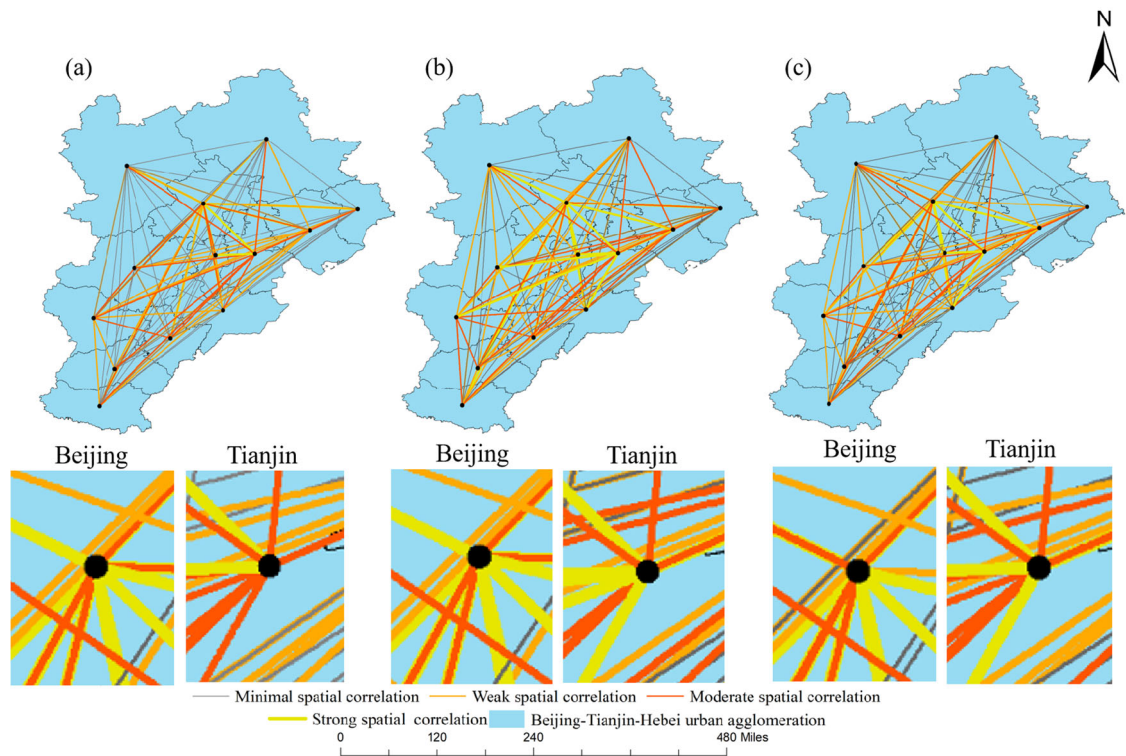 N
(a) (b) (c)
Beijing Tianjin Beijing Tianjin Beijing Tianjin
Minimal spatial correlation Weak spatial correlation Moderate spatial correlation
Strong spatial correlation Beijing-Tianjin-Hebei urban agglomeration
0 120 240 480 Miles